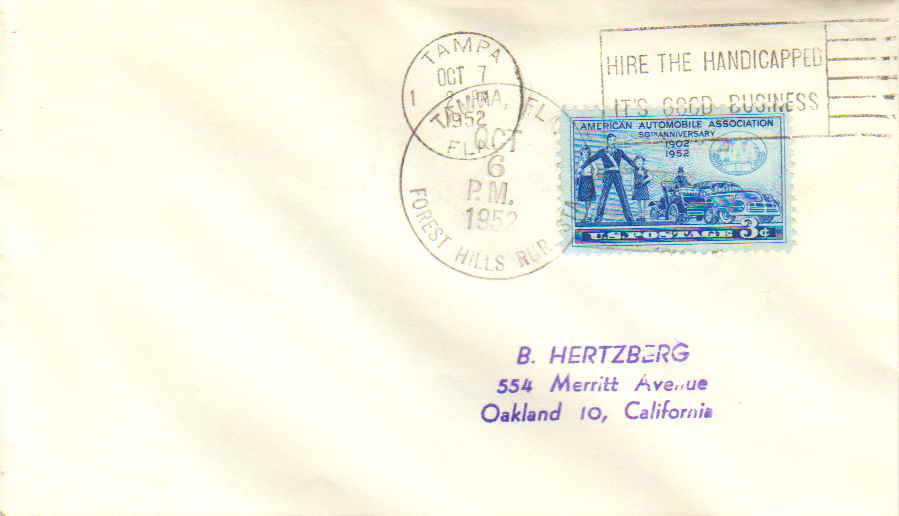 TAMPA
OCT 7
1952
FLA
HIRE THE HANDICAPPED
IT'S GOOD BUSINESS
TAMPA, FLA
OCT
6
P.M.
1952
FOREST HILLS RUR. STA.
AMERICAN AUTOMOBILE ASSOCIATION
50TH ANNIVERSARY
1902
1952
U.S. POSTAGE 3¢
B. HERTZBERG
554 Merritt Avenue
Oakland 10, California